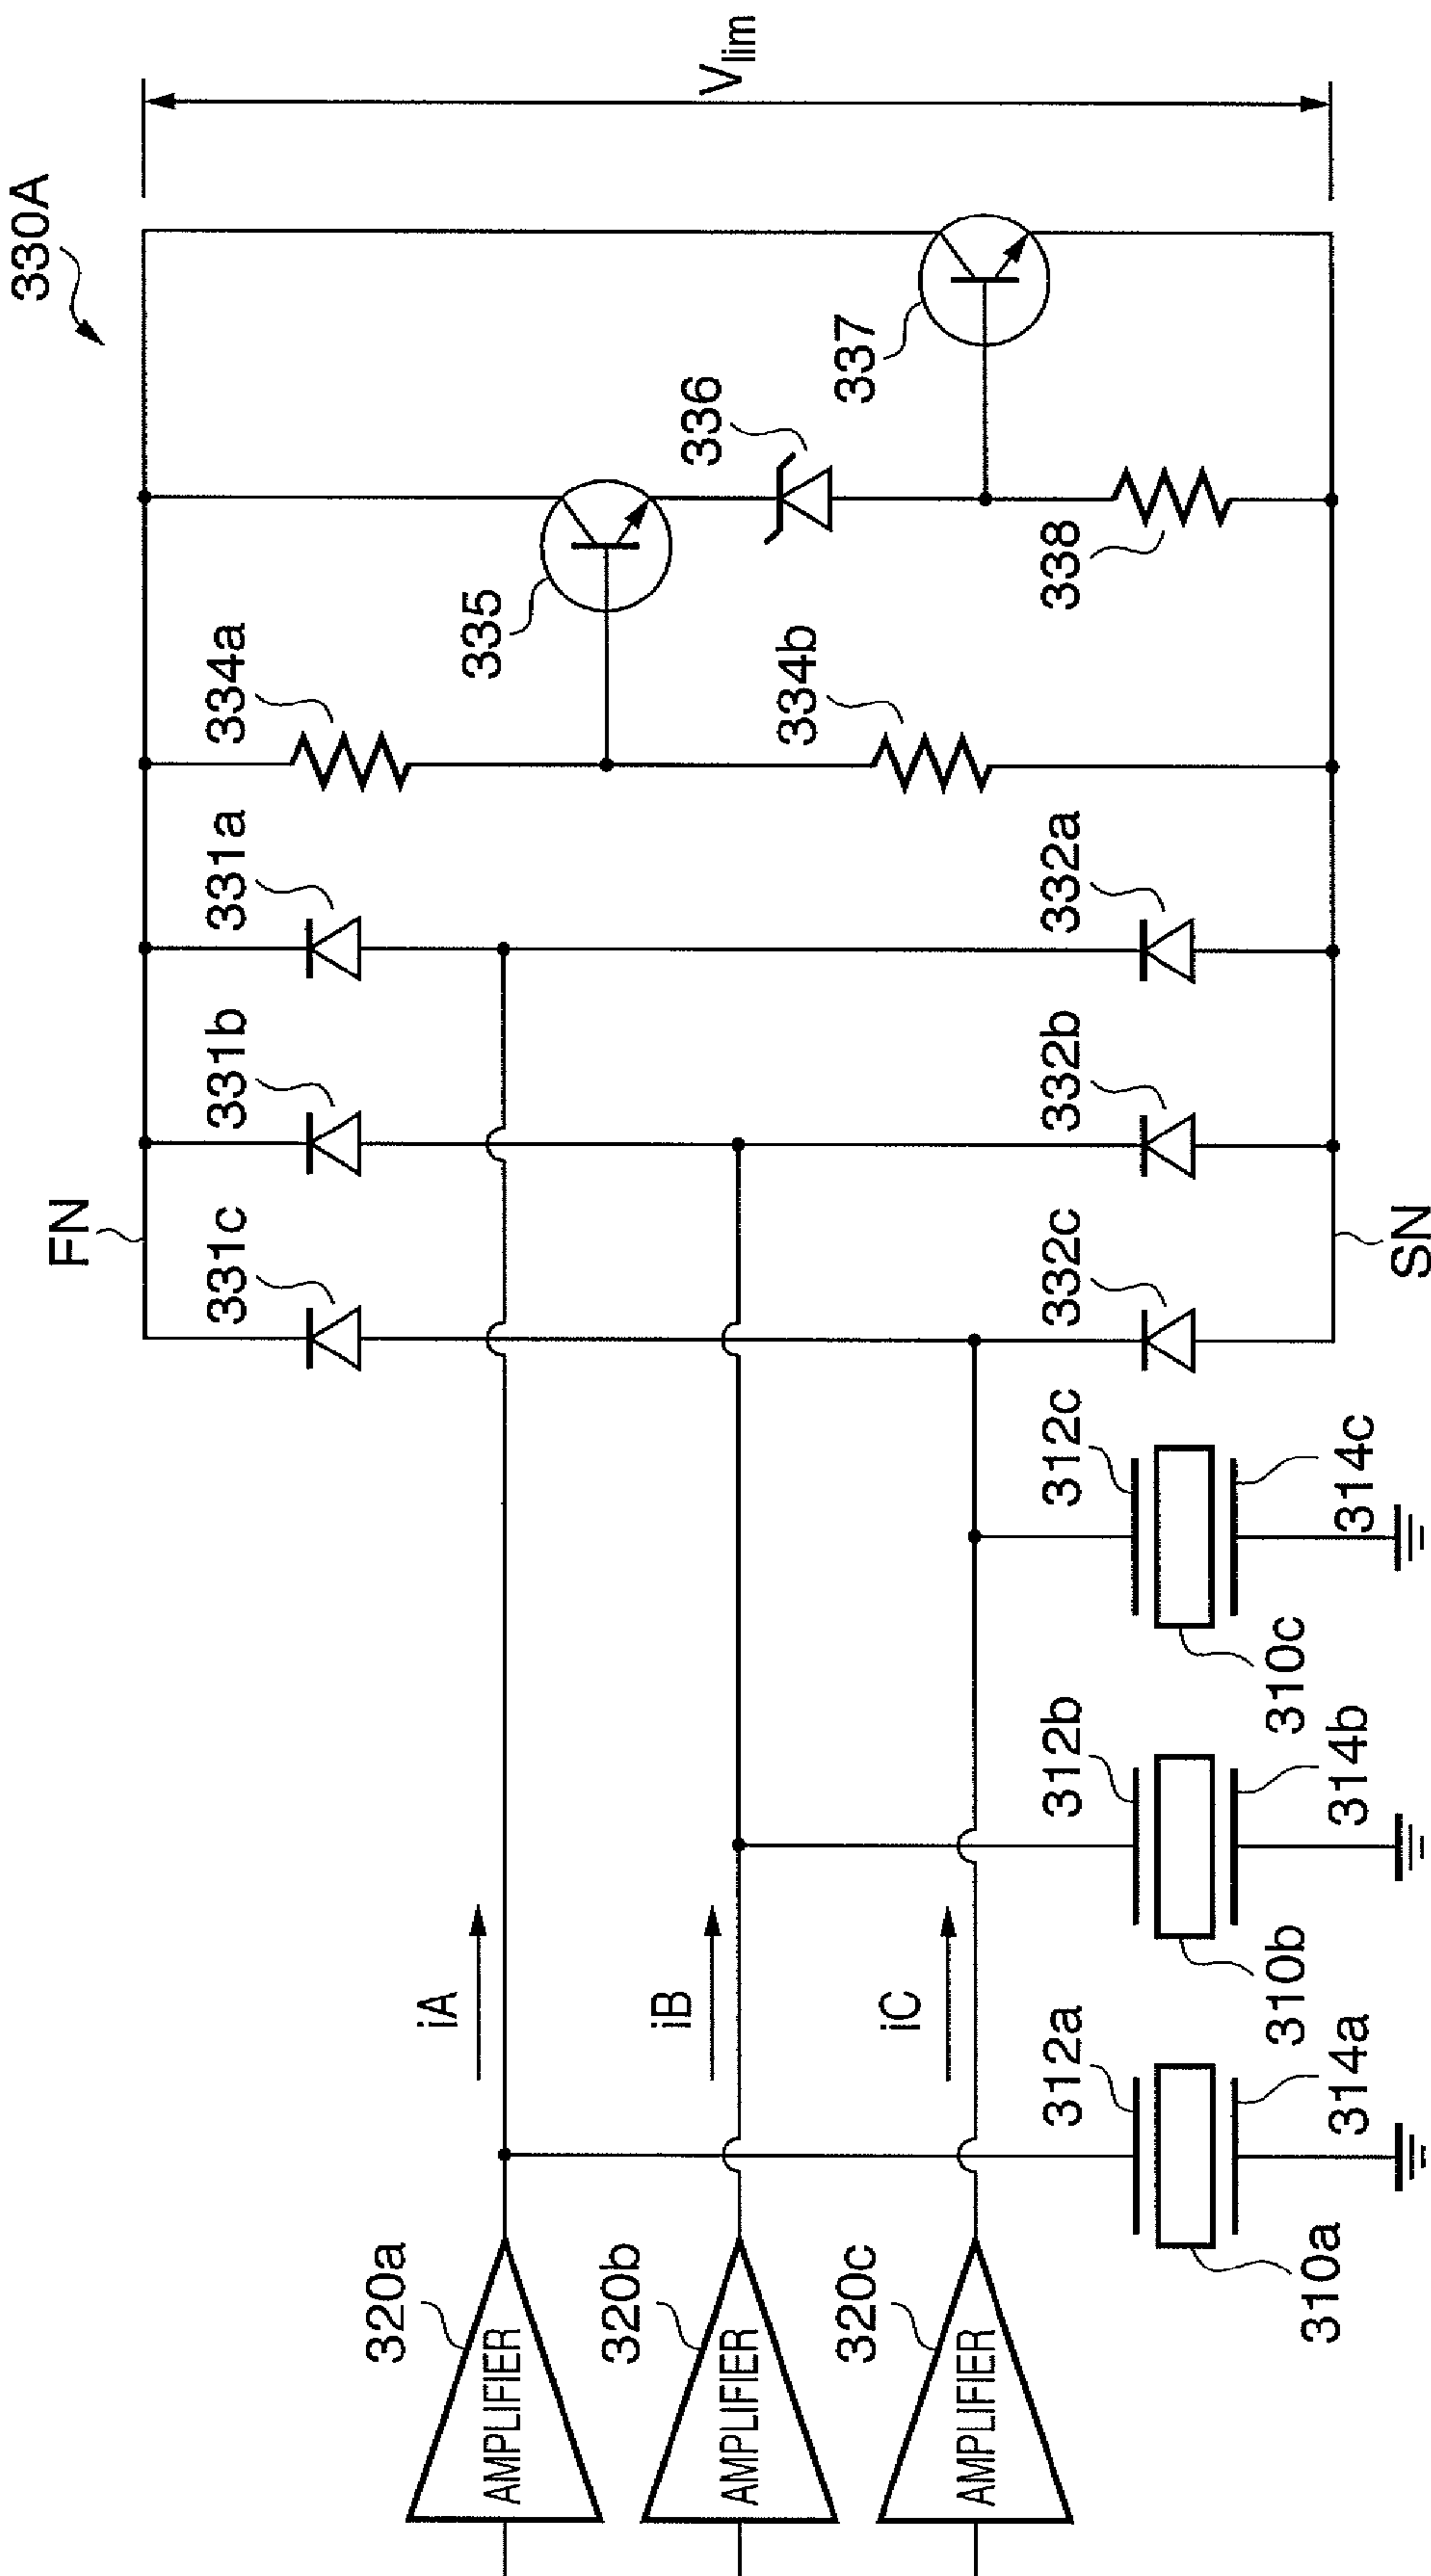 330A
FN
331c
331b
331a
334a
335
336
337
V lim
334b
338
332c
332b
332a
SN
iA
iB
iC
320a
AMPLIFIER
320b
AMPLIFIER
320c
AMPLIFIER
312a
312b
312c
310a
314a
310b
314b
310c
314c